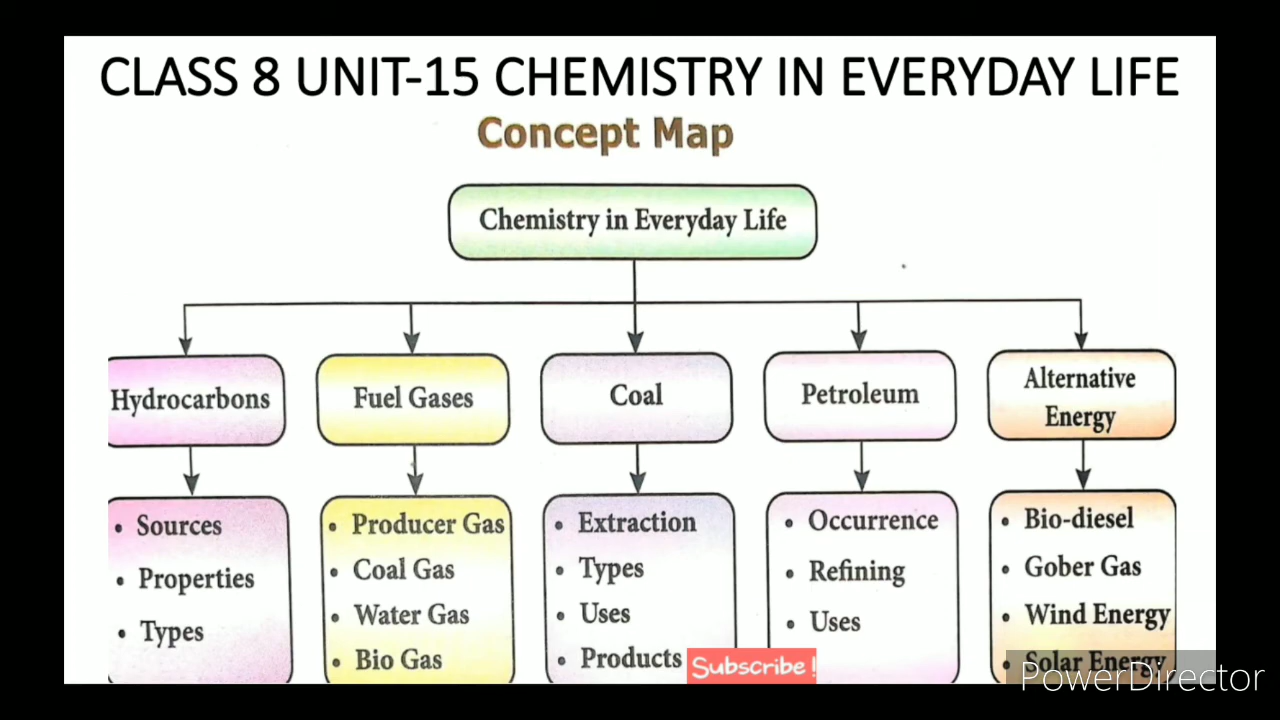 CLASS 8 UNIT-15 CHEMISTRY IN EVERYDAY LIFE
Concept Map
Chemistry in Everyday Life
Hydrocarbons
Fuel Gases
Coal
Petroleum
Alternative
Energy
• Sources
• Properties
• Types
• Producer Gas
• Coal Gas
• Water Gas
• Bio Gas
• Extraction
• Types
• Uses
• Products
• Occurrence
• Refining
• Uses
• Bio-diesel
• Gober Gas
• Wind Energy
• Solar Energy
Subscribe!
PowerDirector